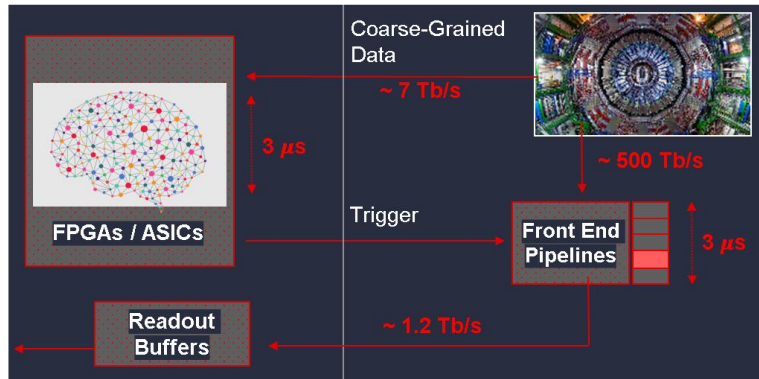 Coarse-Grained
Data
~ 7 Tb/s
3 μs
~ 500 Tb/s
FPGAs / ASICs
Trigger
Front End
Pipelines
3 μs
Readout
Buffers
~ 1.2 Tb/s